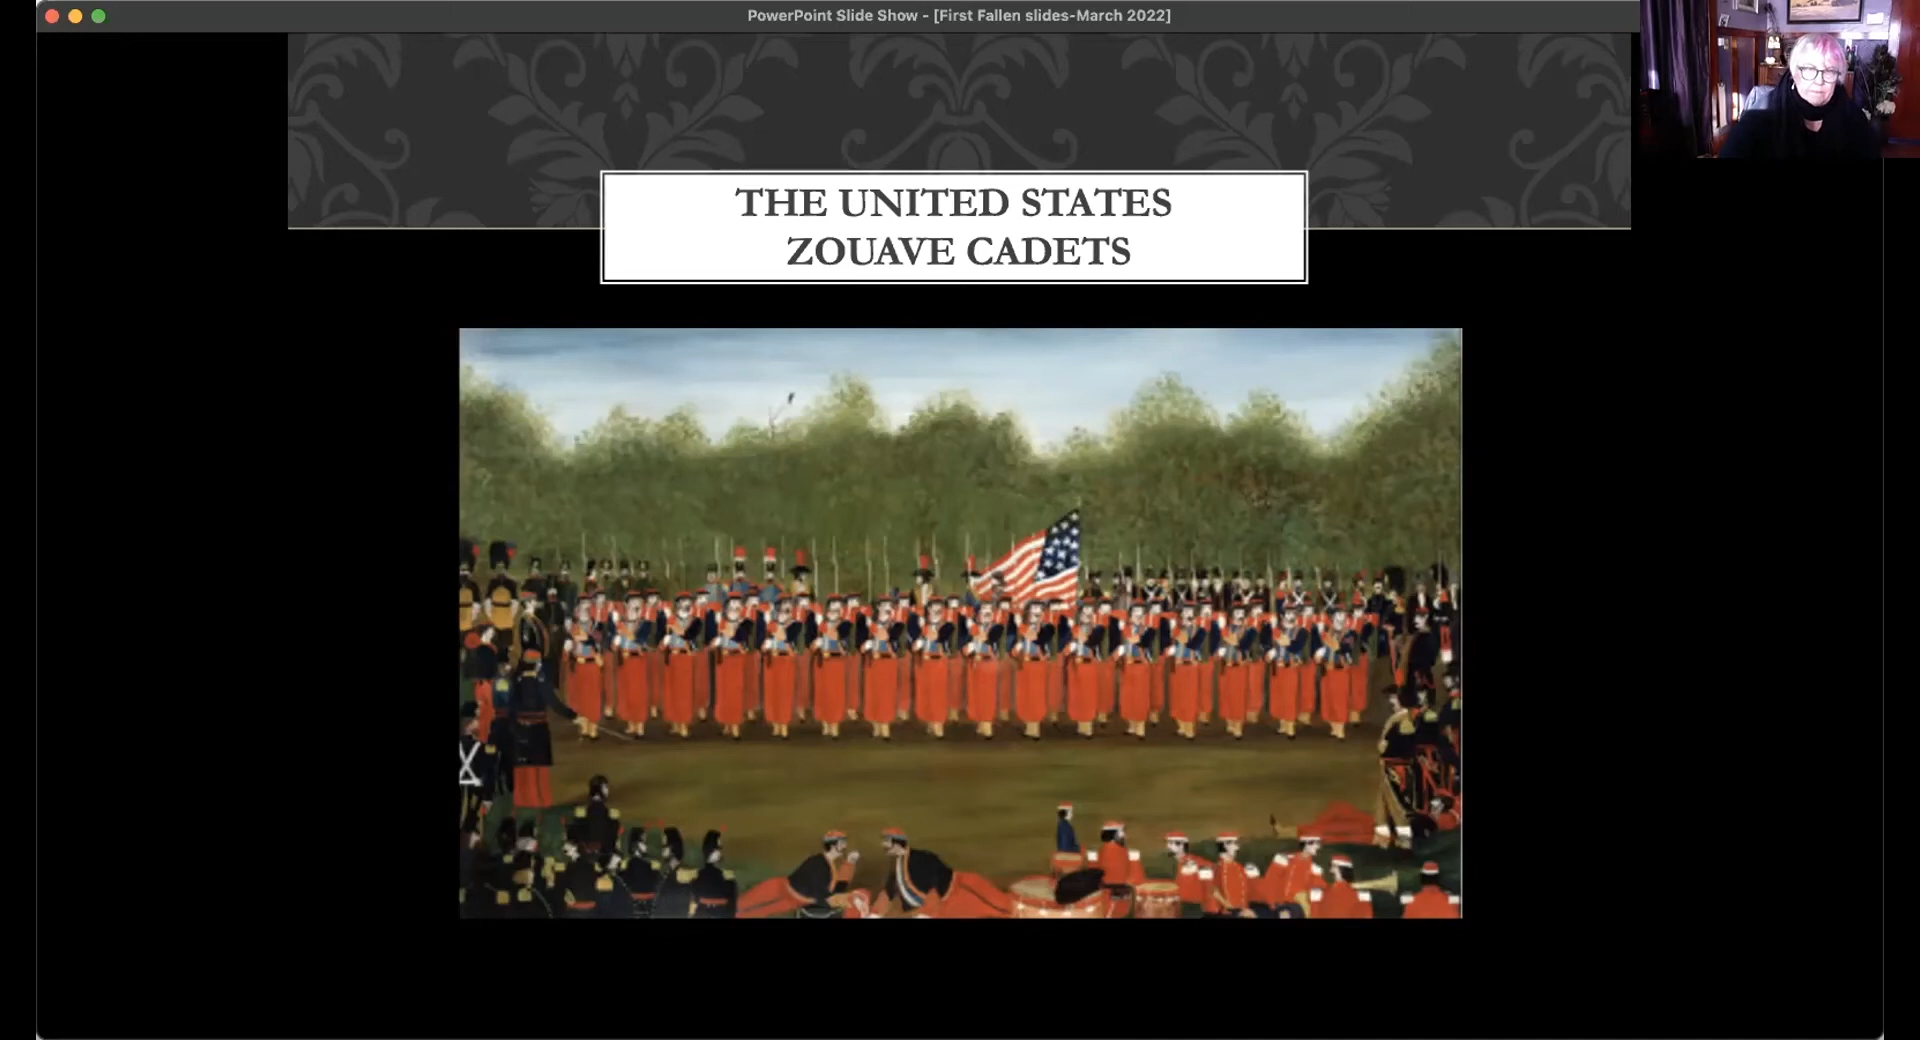 PowerPoint Slide Show - [First Fallen slides-March 2022]
THE UNITED STATES
ZOUAVE CADETS